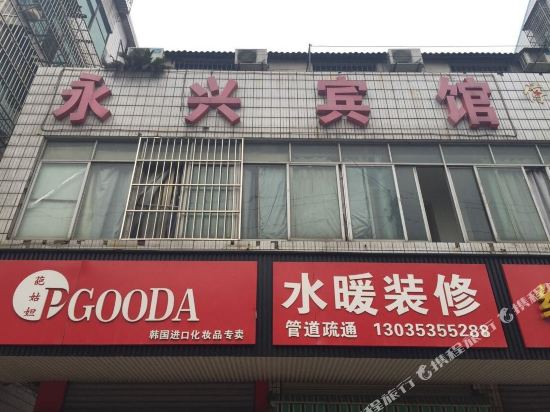 永兴宾馆
葩姑妲
PGOODA
韩国进口化妆品专卖
水暖装修
管道疏通 13035355288
@携程旅行